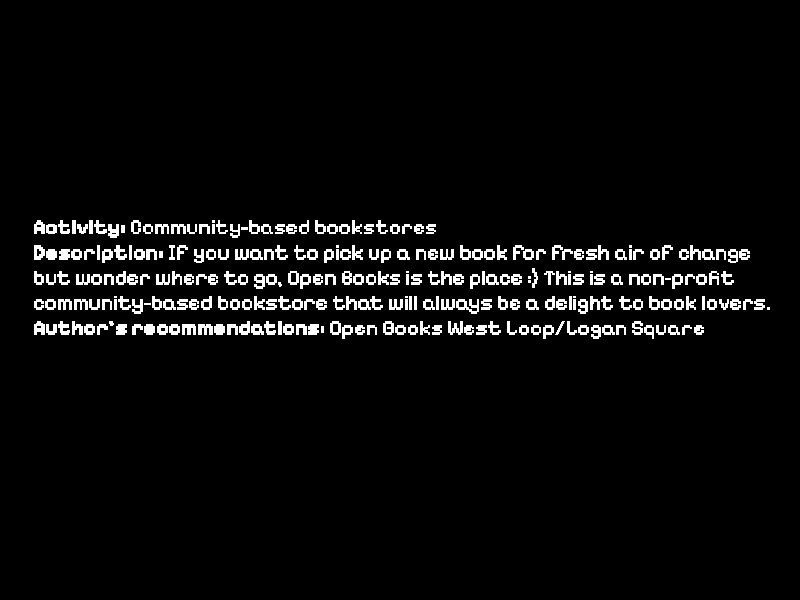 Activity: Community-based bookstores
Description: If you want to pick up a new book for fresh air of change
but wonder where to go, Open Books is the place :) This is a non-profit
community-based bookstore that will always be a delight to book lovers.
Author's recommendations: Open Books West Loop/Logan Square